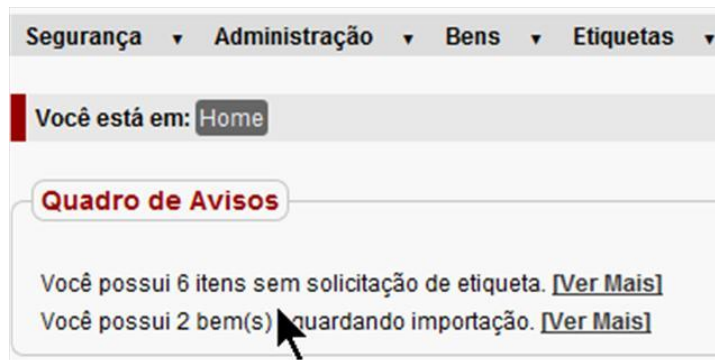 Segurança ▼ Administração ▼ Bens ▼ Etiquetas ▼
Você está em: Home
Quadro de Avisos
Você possui 6 itens sem solicitação de etiqueta. [Ver Mais]
Você possui 2 bem(s) aguardando importação. [Ver Mais]